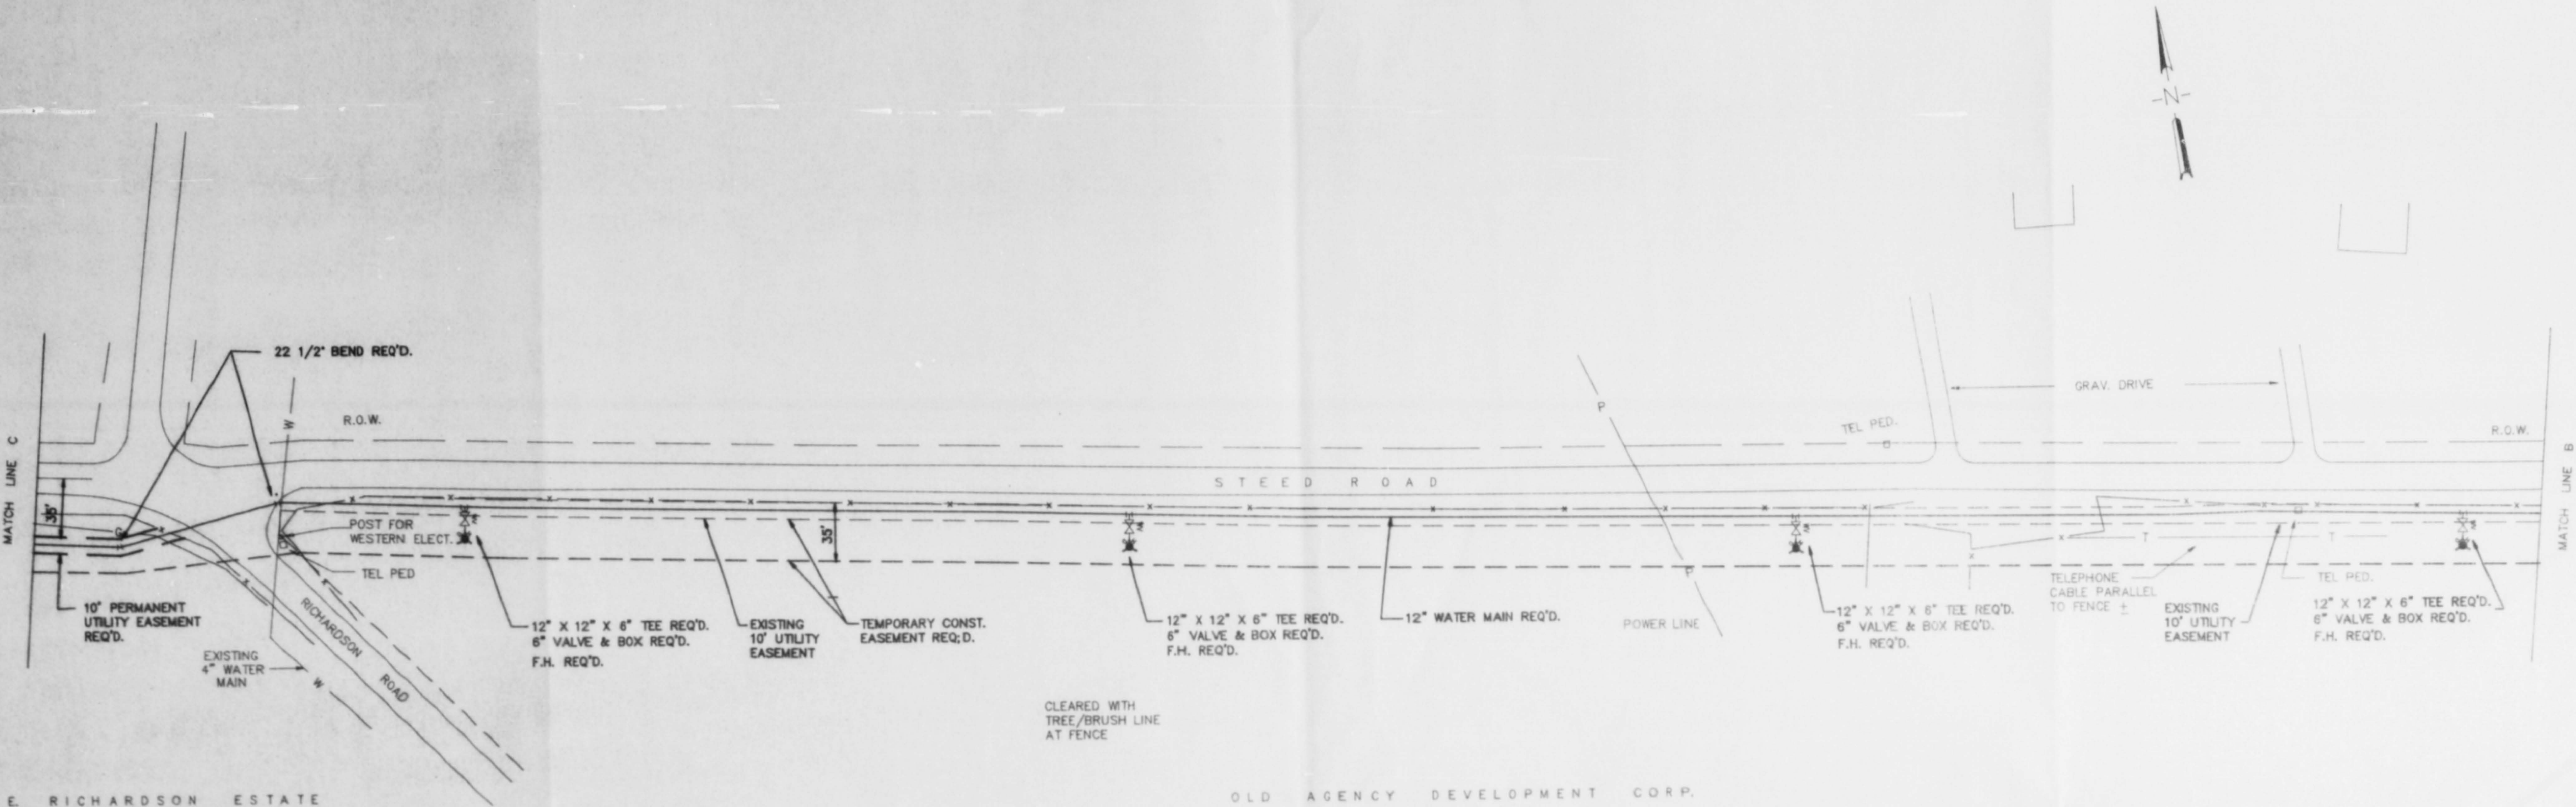 -N-
22 1/2° BEND REQ'D.
W
R.O.W.
P
TEL PED.
GRAV. DRIVE
R.O.W.
MATCH LINE C
MATCH LINE B
STEED ROAD
35'
35'
POST FOR
WESTERN ELECT.
TEL PED
10' PERMANENT
UTILITY EASEMENT
REQ'D.
RICHARDSON ROAD
EXISTING
4" WATER
MAIN
W
12" X 12" X 6" TEE REQ'D.
6" VALVE & BOX REQ'D.
F.H. REQ'D.
EXISTING
10' UTILITY
EASEMENT
TEMPORARY CONST.
EASEMENT REQ;D.
12" X 12" X 6" TEE REQ'D.
6" VALVE & BOX REQ'D.
F.H. REQ'D.
12" WATER MAIN REQ'D.
P
POWER LINE
12" X 12" X 6" TEE REQ'D.
6" VALVE & BOX REQ'D.
F.H. REQ'D.
T
T
TELEPHONE
CABLE PARALLEL
TO FENCE ±
EXISTING
10' UTILITY
EASEMENT
TEL PED.
12" X 12" X 6" TEE REQ'D.
6" VALVE & BOX REQ'D.
F.H. REQ'D.
CLEARED WITH
TREE/BRUSH LINE
AT FENCE
E. RICHARDSON ESTATE
OLD AGENCY DEVELOPMENT CORP.